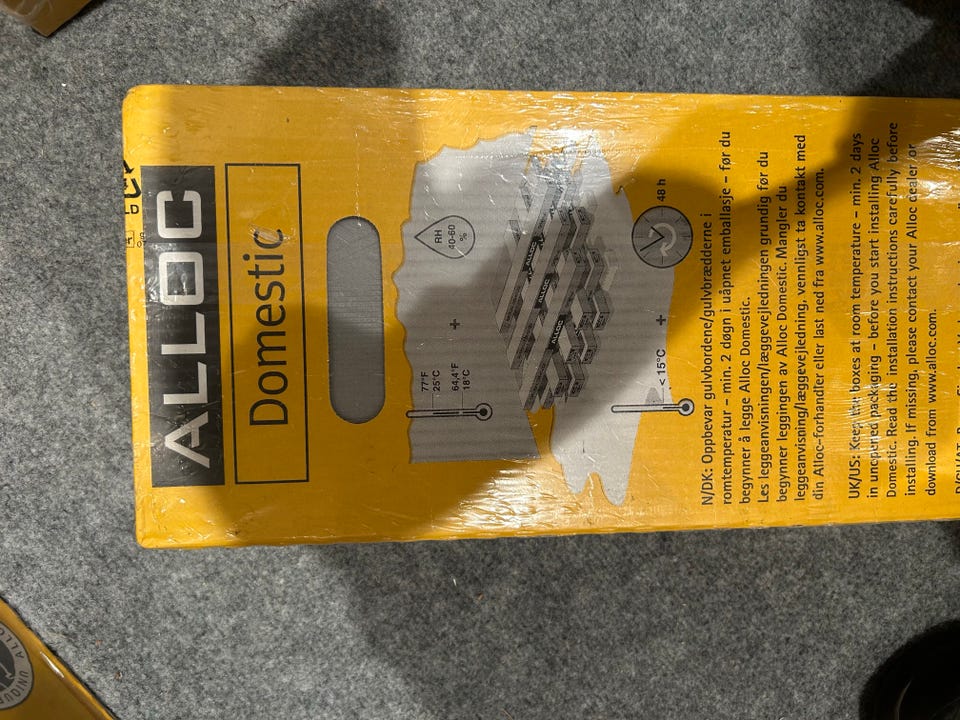 ALLOC
Domestic
RH
40-60
%
+
77°F
25°C
64,4°F
18°C
ALLOC
ALLOC
ALLOC
48 h
+
< 15°C
N/DK: Oppbevar gulvbordene/gulvbrædderne i
romtemperatur – min. 2 døgn i uåpnet emballasje – før du
begynner å legge Alloc Domestic.
Les leggeanvisningen/læggevejledningen grundig før du
begynner leggingen av Alloc Domestic. Mangler du
leggeanvisning/læggevejledning, vennligst ta kontakt med
din Alloc-forhandler eller last ned fra www.alloc.com.
UK/US: Keep the boxes at room temperature – min. 2 days
in unopened packaging – before you start installing Alloc
Domestic. Read the installation instructions carefully before
installing. If missing, please contact your Alloc dealer or
download from www.alloc.com.